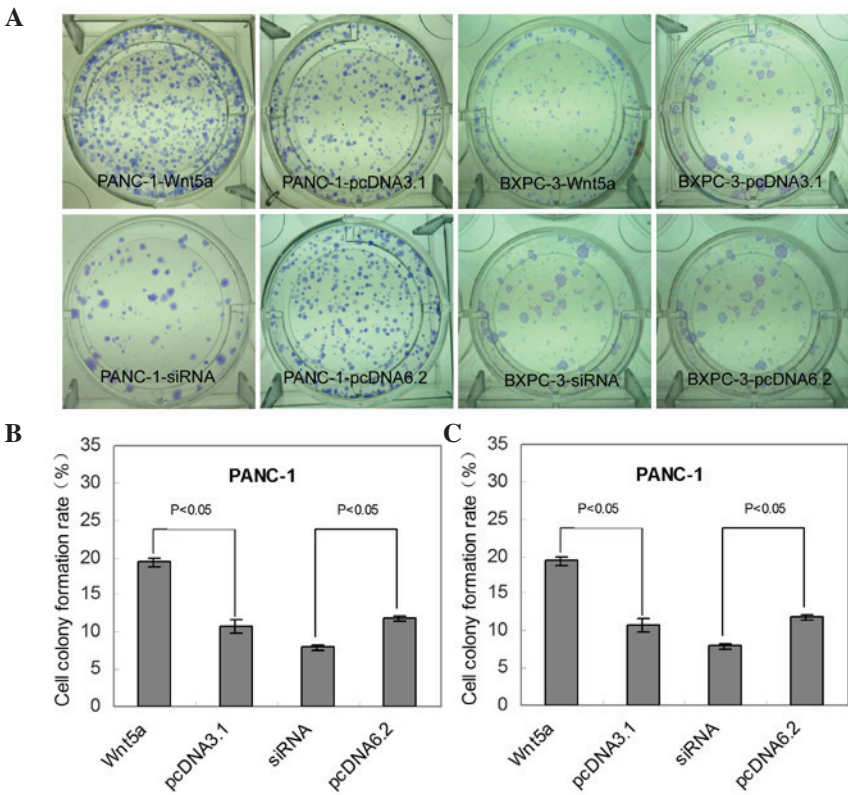 A
PANC-1-Wnt5a
PANC-1-pcDNA3.1
BXPC-3-Wnt5a
BXPC-3-pcDNA3.1
PANC-1-siRNA
PANC-1-pcDNA6.2
BXPC-3-siRNA
BXPC-3-pcDNA6.2
B
Cell colony formation rate (%)
35
30
25
20
15
10
5
0
PANC-1
P<0.05
P<0.05
Wnt5a
pcDNA3.1
siRNA
pcDNA6.2
C
Cell colony formation rate (%)
35
30
25
20
15
10
5
0
PANC-1
P<0.05
P<0.05
Wnt5a
pcDNA3.1
siRNA
pcDNA6.2